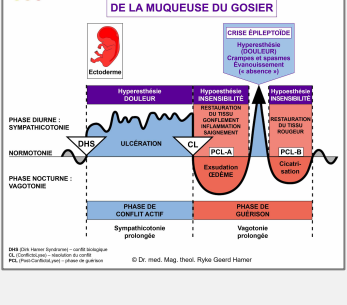 DE LA MUQUEUSE DU GOSIER
CRISE ÉPILEPTOÏDE
Hyperesthésie
(DOULEUR)
Crampes et spasmes
Évanouissement
(« absence »)
Ectoderme
Hyperesthésie
DOULEUR
Hypoesthésie
INSENSIBILITÉ
Hypoesthésie
INSENSIBILITÉ
RESTAURATION
DU TISSU
GONFLEMENT
INFLAMMATION
SAIGNEMENT
RESTAURATION
DU TISSU
ROUGEUR
PHASE DIURNE :
SYMPATHICOTONIE
DHS
ULCÉRATION
CL
PCL-A
PCL-B
NORMOTONIE
Exsudation
ŒDÈME
Cicatri-
sation
PHASE NOCTURNE :
VAGOTONIE
PHASE DE
CONFLIT ACTIF
PHASE DE
GUÉRISON
Sympathicotonie
prolongée
Vagotonie
prolongée
DHS (Dirk Hamer Syndrome) – conflit biologique
CL (ConflictoLyse) – résolution du conflit
PCL (Post-ConflictoLyse) – phase de guérison
© Dr. med. Mag. theol. Ryke Geerd Hamer